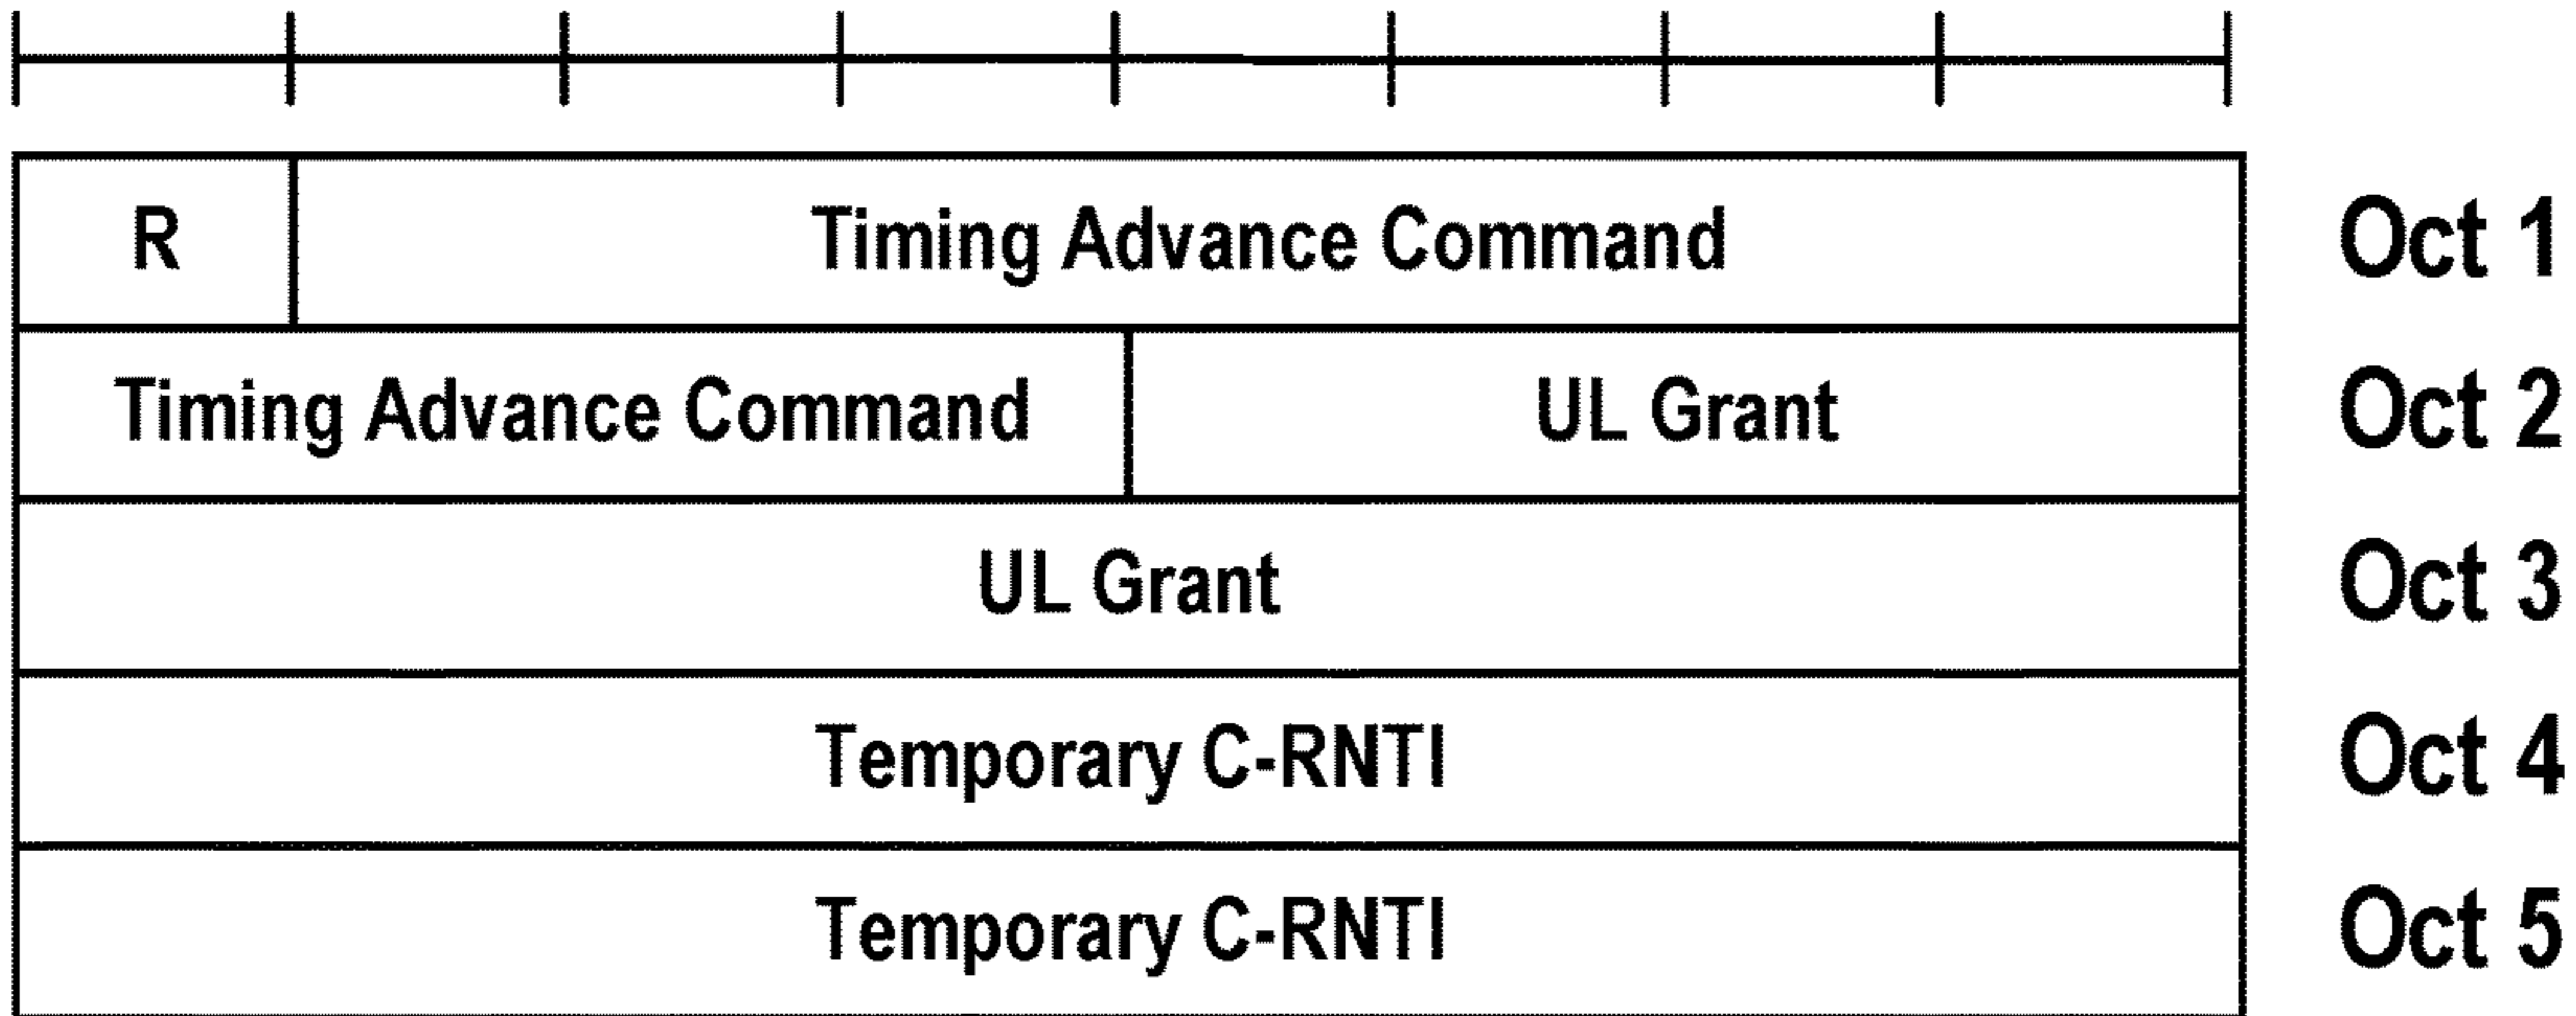 R Timing Advance Command Oct 1
Timing Advance Command UL Grant Oct 2
UL Grant Oct 3
Temporary C-RNTI Oct 4
Temporary C-RNTI Oct 5